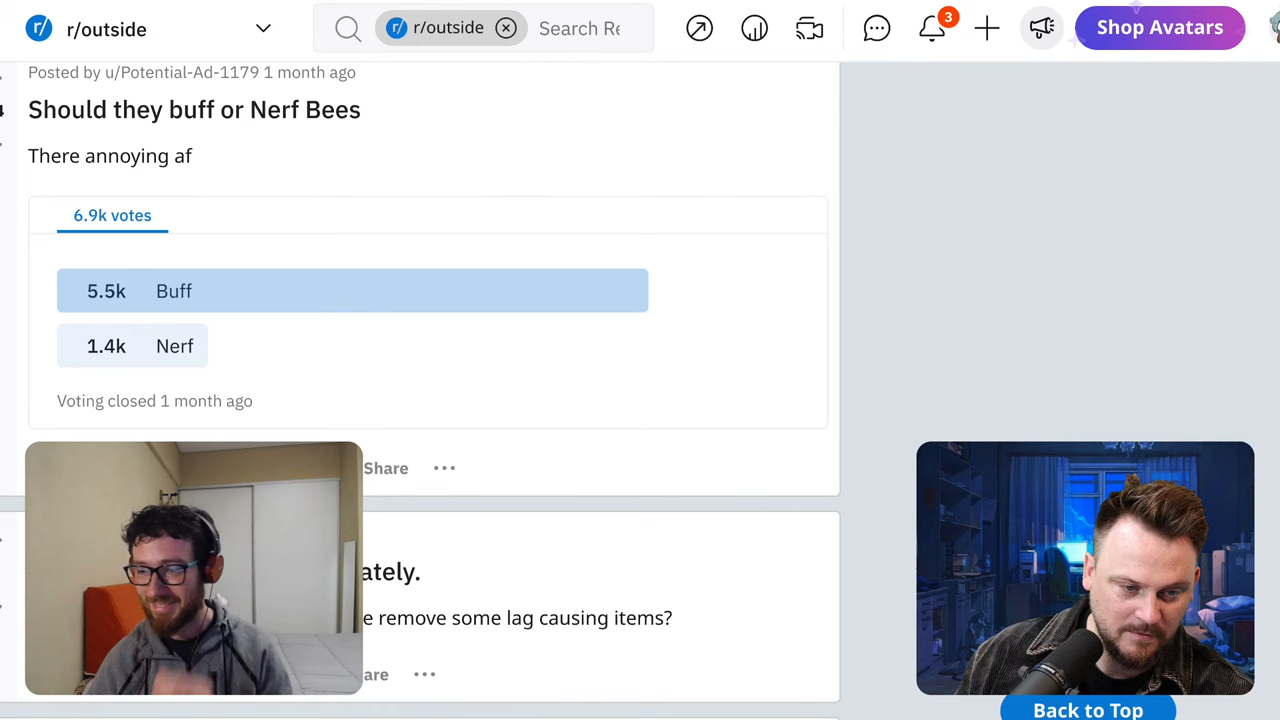 r/outside
r/outside
Search Re
3
Shop Avatars
Posted by u/Potential-Ad-1179 1 month ago
Should they buff or Nerf Bees
There annoying af
6.9k votes
5.5k Buff
1.4k Nerf
Voting closed 1 month ago
Share
ately.
e remove some lag causing items?
are
Back to Top